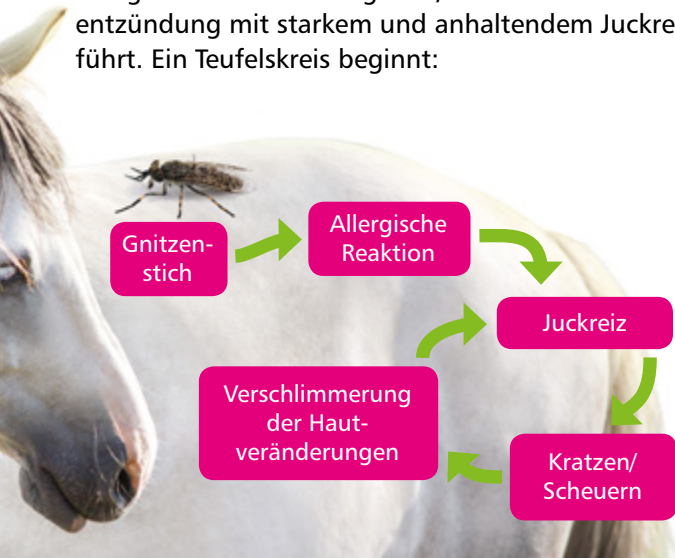 entzündung mit starkem und anhaltendem Juckre
führt. Ein Teufelskreis beginnt:
Gnitzen-
stich
Allergische
Reaktion
Juckreiz
Kratzen/
Scheuern
Verschlimmerung
der Haut-
veränderungen